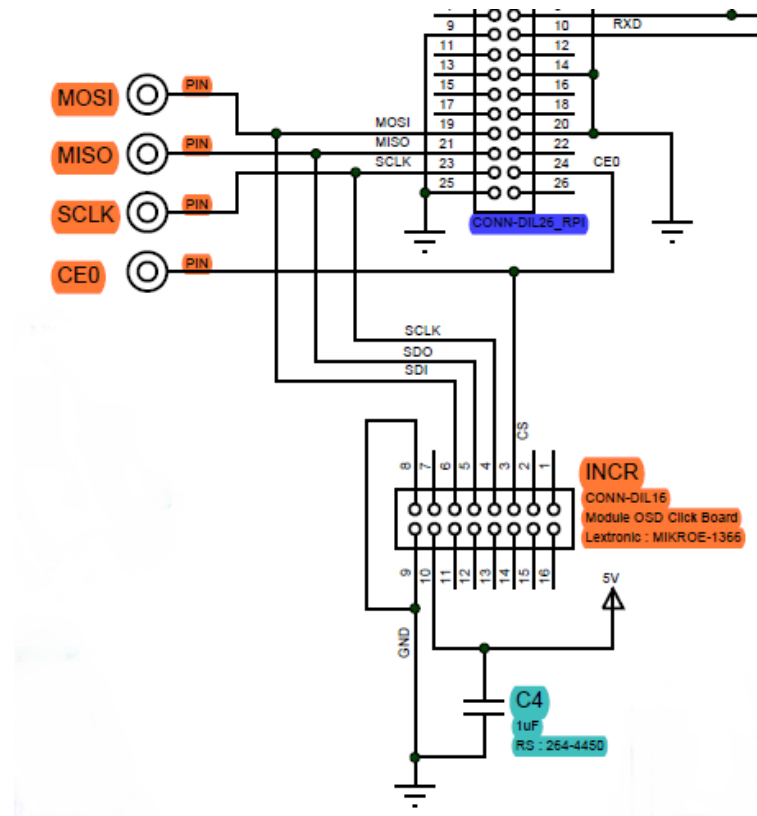 9
10
RXD
11
12
13
14
15
16
17
18
MOSI
19
20
MISO
21
22
SCLK
23
24
CE0
25
26
CONN-DIL26_RPI
MOSI
PIN
MISO
PIN
SCLK
PIN
CE0
PIN
SCLK
SDO
SDI
CS
8
7
6
5
4
3
2
1
INCR
CONN-DIL16
Module OSD Click Board
Lextronic : MIKROE-1366
9
10
11
12
13
14
15
16
5V
GND
C4
1uF
RS : 264-4450